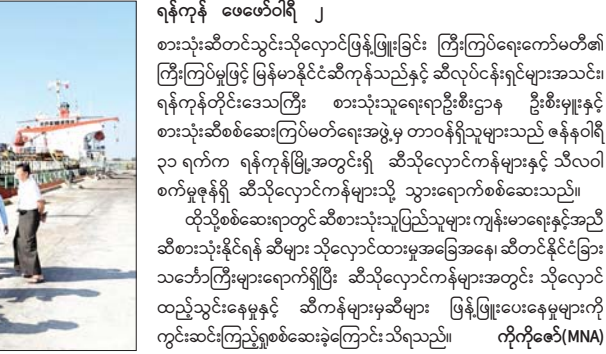 ရန်ကုန် ဖေဖော်ဝါရီ ၂
စားသုံးဆီတင်သွင်းသိုလှောင်ဖြန့်ဖြူးခြင်း ကြီးကြပ်ရေးကော်မတီ၏
ကြီးကြပ်မှုဖြင့် မြန်မာနိုင်ငံဆီကုန်သည်နှင့် ဆီလုပ်ငန်းရှင်များအသင်း၊
ရန်ကုန်တိုင်းဒေသကြီး စားသုံးသူရေးရာဦးစီးဌာန ဦးစီးမှူးနှင့်
စားသုံးဆီစစ်ဆေးကြပ်မတ်ရေးအဖွဲ့မှ တာဝန်ရှိသူများသည် ဇန်နဝါရီ
၃၁ ရက်က ရန်ကုန်မြို့အတွင်းရှိ ဆီသိုလှောင်ကန်များနှင့် သီလဝါ
စက်မှုဇုန်ရှိ ဆီသိုလှောင်ကန်များသို့ သွားရောက်စစ်ဆေးသည်။
ထိုသို့စစ်ဆေးရာတွင် ဆီစားသုံးသူပြည်သူများ ကျန်းမာရေးနှင့်အညီ
ဆီစားသုံးနိုင်ရန် ဆီများ သိုလှောင်ထားမှုအခြေအနေ၊ ဆီတင်နိုင်ငံခြား
သင်္ဘောကြီးများရောက်ရှိပြီး ဆီသိုလှောင်ကန်များအတွင်း သိုလှောင်
ထည့်သွင်းနေမှုနှင့် ဆီကန်များမှဆီများ ဖြန့်ဖြူးပေးနေမှုများကို
ကွင်းဆင်းကြည့်ရှုစစ်ဆေးခဲ့ကြောင်း သိရသည်။ ကိုကိုဇော်(MNA)